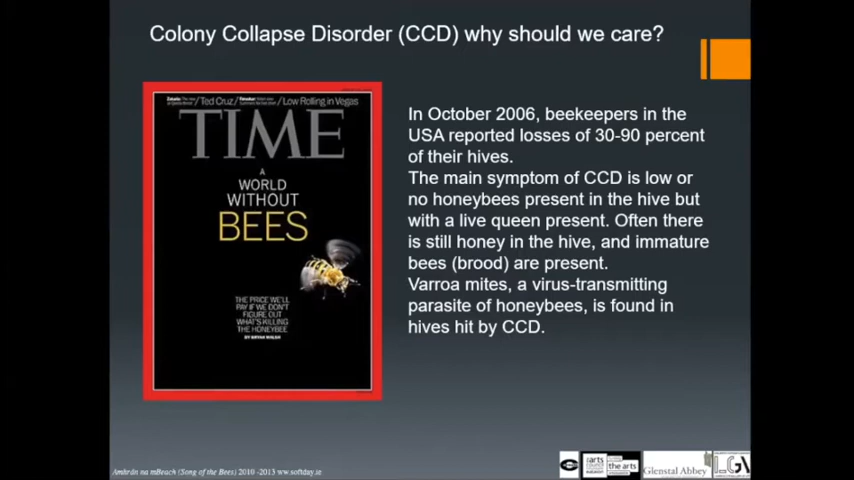 Colony Collapse Disorder (CCD) why should we care?
/ Ted Cruz / / Low Rolling in Vegas
TIME
A
WORLD
WITHOUT
BEES
THE PRICE WE'LL
PAY IF WE DON'T
FIGURE OUT
WHAT'S KILLING
THE HONEYBEE
BY BRYAN WALSH
In October 2006, beekeepers in the
USA reported losses of 30-90 percent
of their hives.
The main symptom of CCD is low or
no honeybees present in the hive but
with a live queen present. Often there
is still honey in the hive, and immature
bees (brood) are present.
Varroa mites, a virus-transmitting
parasite of honeybees, is found in
hives hit by CCD.
Amhrán na mBeach (Song of the Bees) 2010 -2013 ww.softday.ie
the arts
Glenstal Abbey